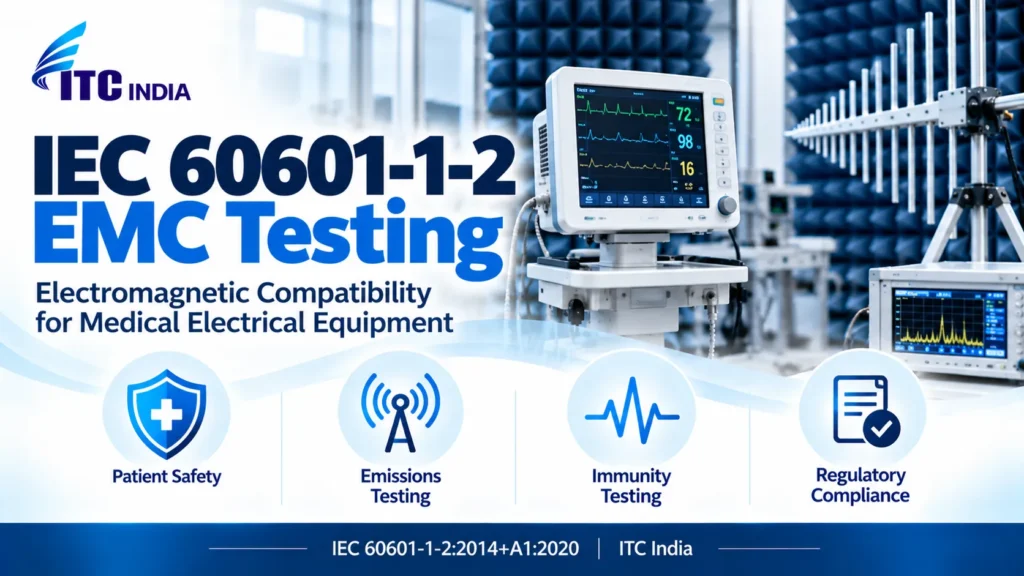 ITC INDIA
IEC 60601-1-2
EMC Testing
Electromagnetic Compatibility
for Medical Electrical Equipment
72
98
16
Patient Safety
Emissions
Testing
Immunity
Testing
Regulatory
Compliance
IEC 60601-1-2:2014+A1:2020 | ITC India